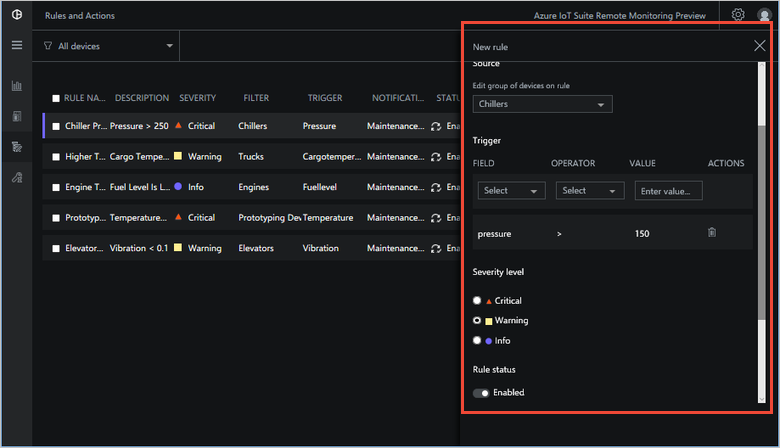 Rules and Actions
Azure IoT Suite Remote Monitoring Preview
All devices
RULE NA... DESCRIPTION SEVERITY FILTER TRIGGER NOTIFICATI... STATU
Chiller Pr... Pressure > 250 Critical Chillers Pressure Maintenance... Ena
Higher T... Cargo Tempe... Warning Trucks Cargotemper... Maintenance... Ena
Engine T... Fuel Level Is L... Info Engines Fuellevel Maintenance... Ena
Prototyp... Temperature... Critical Prototyping Dev Temperature Maintenance... Ena
Elevator... Vibration < 0.1 Warning Elevators Vibration Maintenance... Ena
New rule
Source
Edit group of devices on rule
Chillers
Trigger
FIELD OPERATOR VALUE ACTIONS
Select Select Enter value...
pressure > 150
Severity level
Critical
Warning
Info
Rule status
Enabled